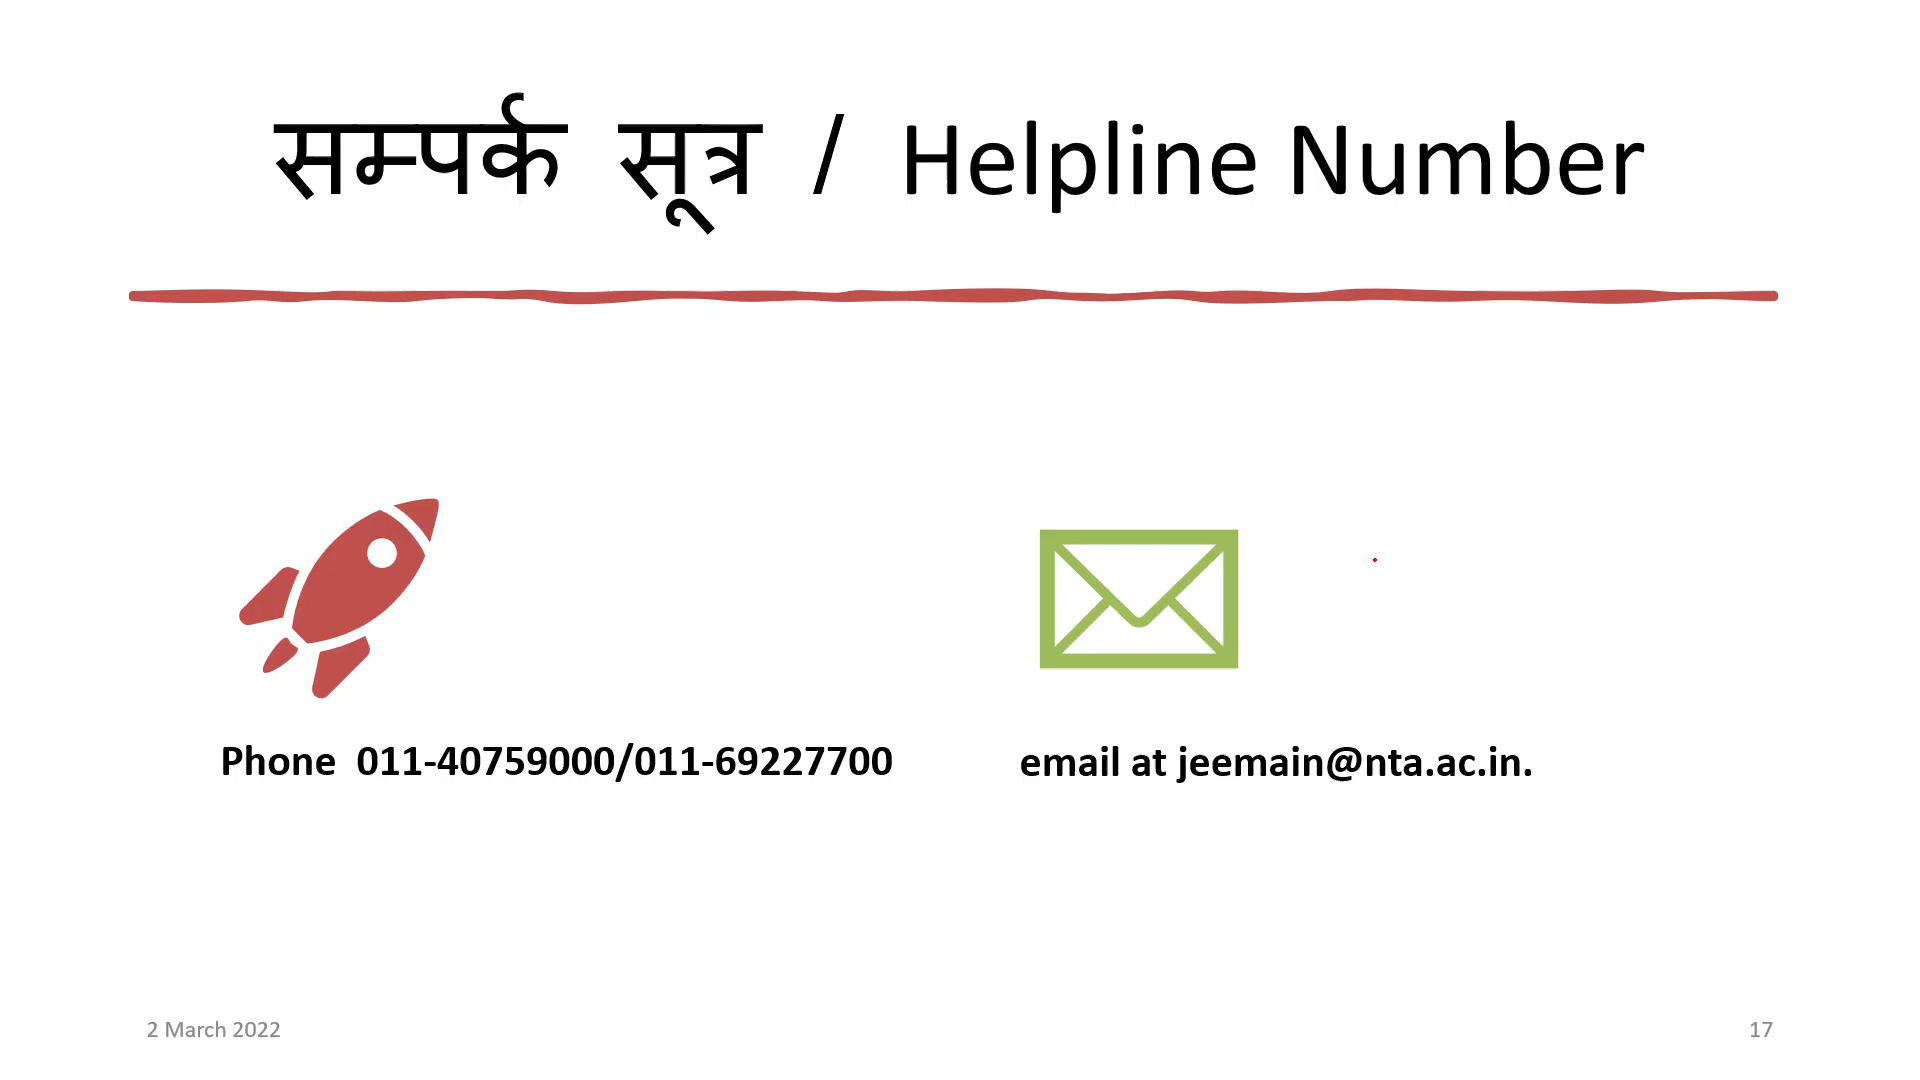 सम्पर्क सूत्र / Helpline Number
Phone 011-40759000/011-69227700
email at jeemain@nta.ac.in.
2 March 2022
17